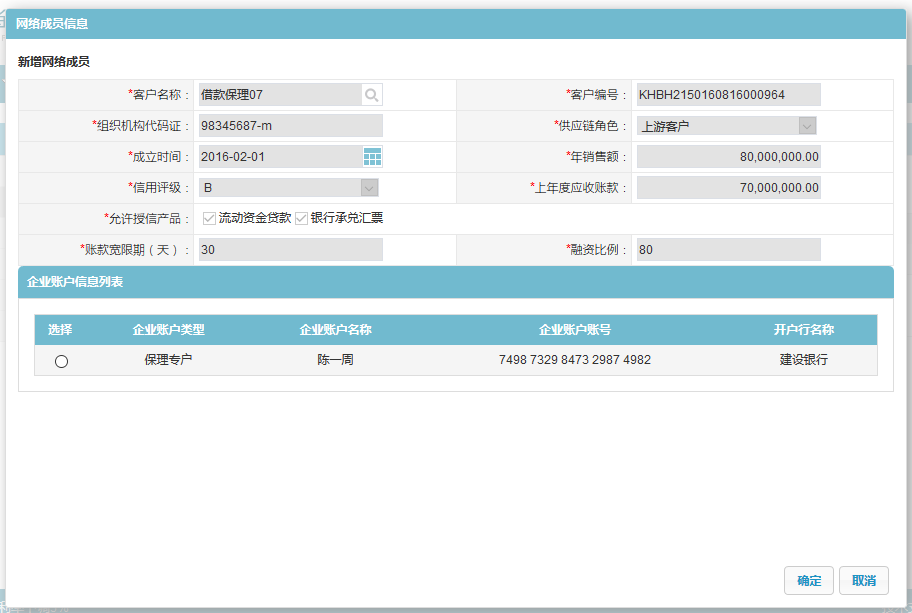 网络成员信息
新增网络成员
*客户名称： 借款保理07 *客户编号： KHBH2150160816000964
*组织机构代码证： 98345687-m *供应链角色： 上游客户
*成立时间： 2016-02-01 *年销售额： 80,000,000.00
*信用评级： B *上年度应收账款： 70,000,000.00
*允许授信产品： 流动资金贷款 银行承兑汇票
*账款宽限期（天）： 30 *融资比例： 80
企业账户信息列表
选择 企业账户类型 企业账户名称 企业账户账号 开户行名称
保理专户 陈一周 7498 7329 8473 2987 4982 建设银行
确定 取消